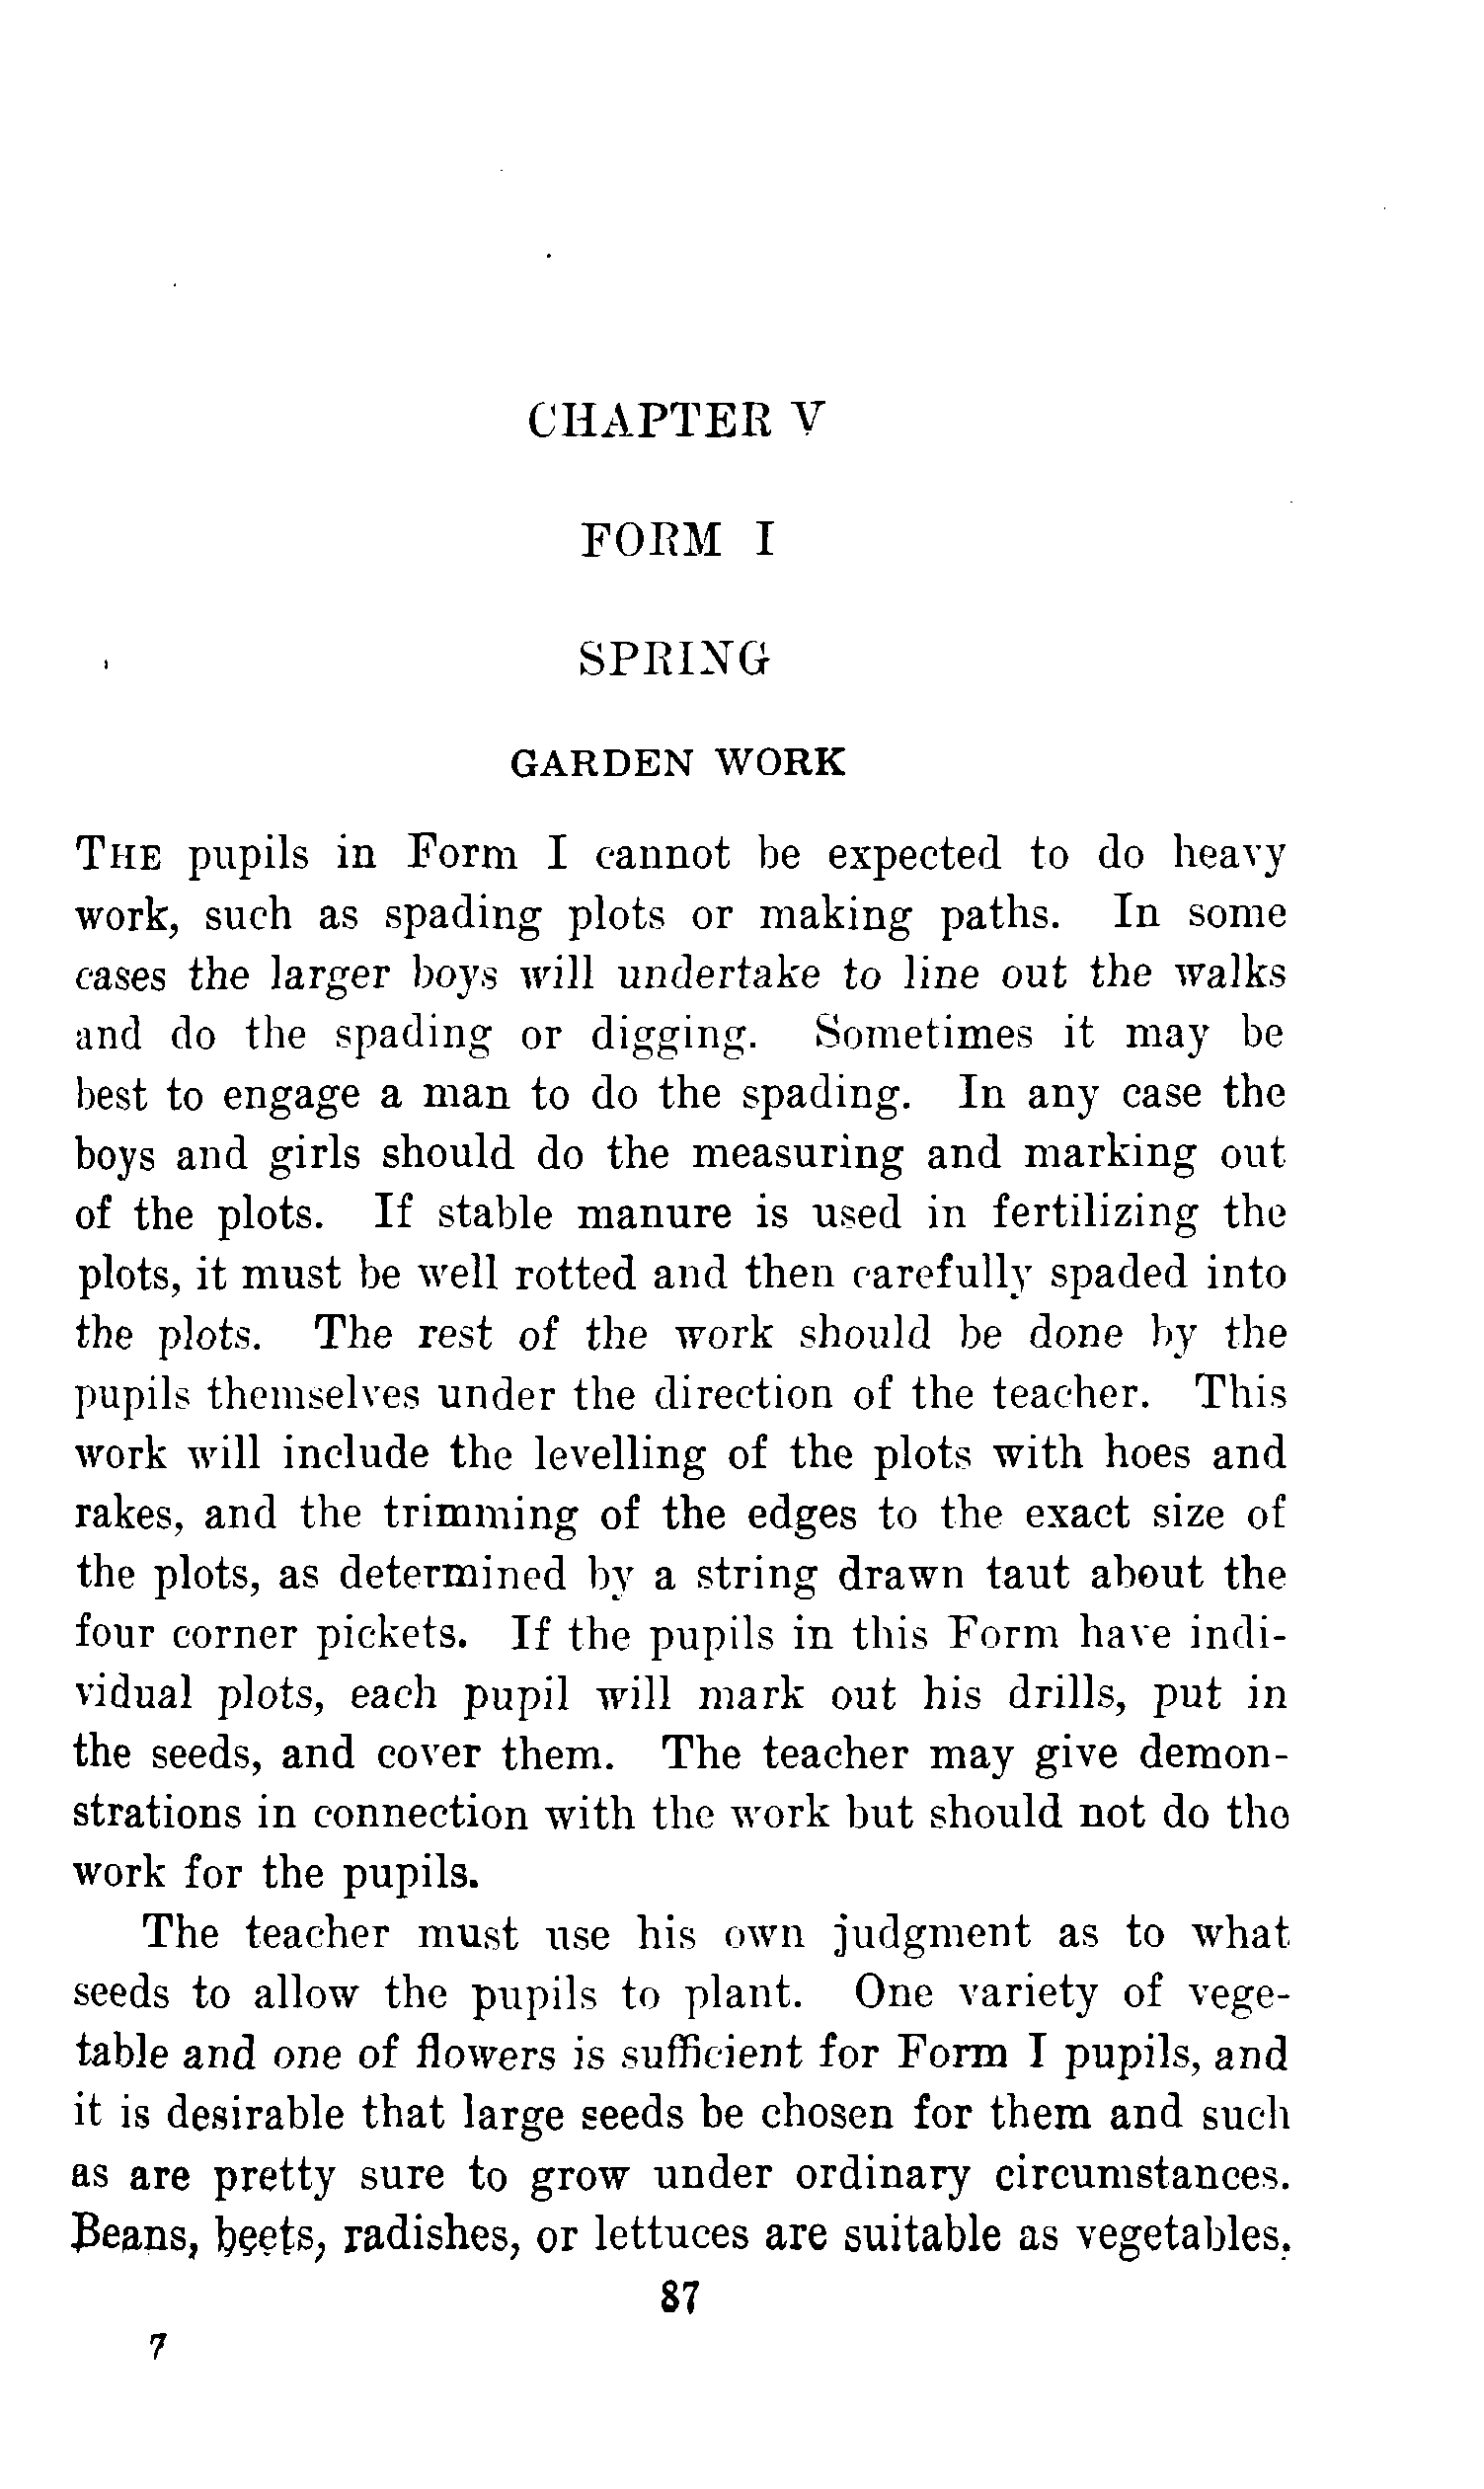 CHAPTER V
FORM I
SPRING
GARDEN WORK
THE pupils in Form I cannot be expected to do heavy
work, such as spading plots or making paths. In some
cases the larger boys will undertake to line out the walks
and do the spading or digging. Sometimes it may be
best to engage a man to do the spading. In any case the
boys and girls should do the measuring and marking out
of the plots. If stable manure is used in fertilizing the
plots, it must be well rotted and then carefully spaded into
the plots. The rest of the work should be done by the
pupils themselves under the direction of the teacher. This
work will include the levelling of the plots with hoes and
rakes, and the trimming of the edges to the exact size of
the plots, as determined by a string drawn taut about the
four corner pickets. If the pupils in this Form have indi-
vidual plots, each pupil will mark out his drills, put in
the seeds, and cover them. The teacher may give demon-
strations in connection with the work but should not do the
work for the pupils.
The teacher must use his own judgment as to what
seeds to allow the pupils to plant. One variety of vege-
table and one of flowers is sufficient for Form I pupils, and
it is desirable that large seeds be chosen for them and such
as are pretty sure to grow under ordinary circumstances.
Beans, beets, radishes, or lettuces are suitable as vegetables.
87
7